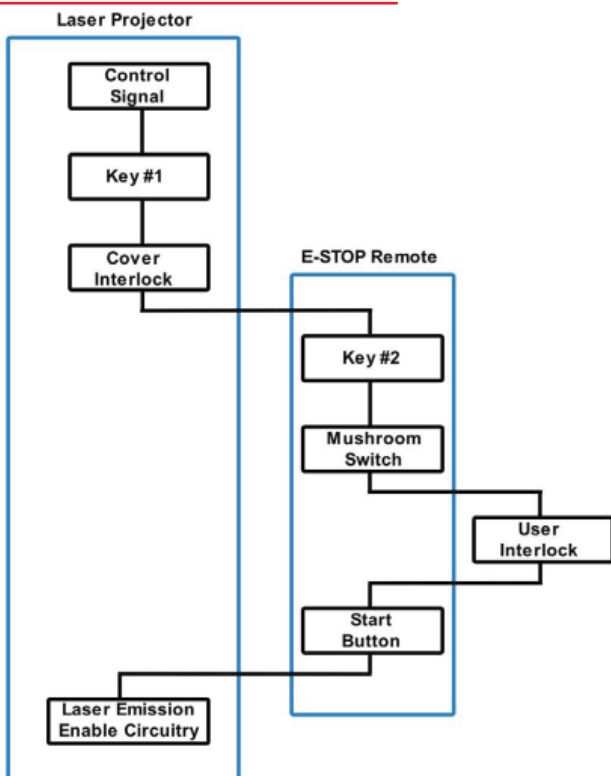 Laser Projector
Control
Signal
Key #1
Cover
Interlock
E-STOP Remote
Key #2
Mushroom
Switch
User
Interlock
Start
Button
Laser Emission
Enable Circuitry